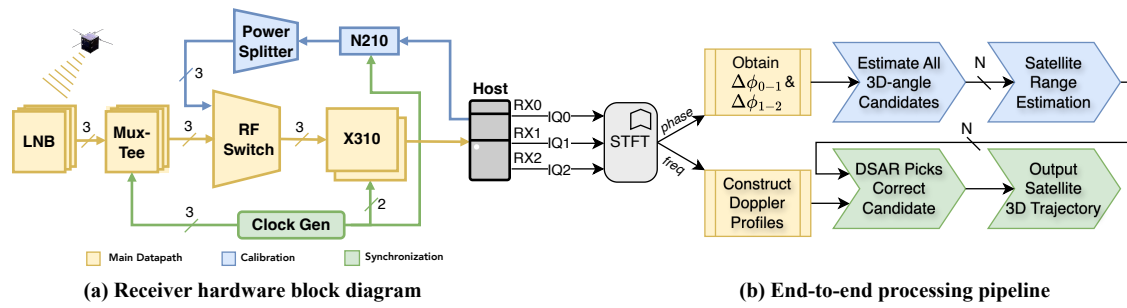 Power
Splitter
N210
3
Host
LNB
3
Mux-
Tee
3
RF
Switch
3
X310
RX0
IQ0
RX1
IQ1
RX2
IQ2
STFT
phase
freq
3
Clock Gen
2
Main Datapath
Calibration
Synchronization
(a) Receiver hardware block diagram
Obtain
Δϕ0−1 &
Δϕ1−2
Estimate All
3D-angle
Candidates
N
Satellite
Range
Estimation
N
Construct
Doppler
Profiles
DSAR Picks
Correct
Candidate
Output
Satellite
3D Trajectory
(b) End-to-end processing pipeline